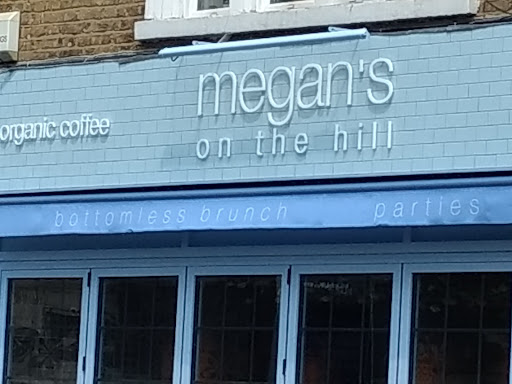 megan's
on the hill
organic coffee
bottomless brunch parties